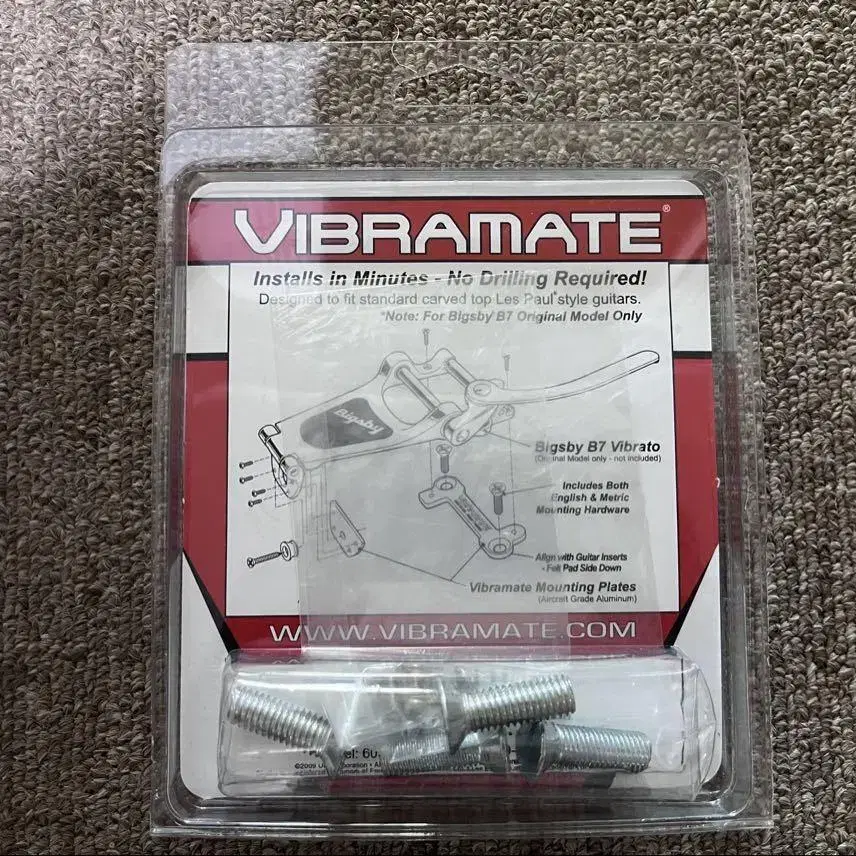 VIBRAMATE®
Installs in Minutes - No Drilling Required!
Designed to fit standard carved top Les Paul® style guitars.
*Note: For Bigsby B7 Original Model Only
Bigsby
Bigsby B7 Vibrato
(Original Model only - not included)
Includes Both
English & Metric
Mounting Hardware
Align with Guitar Inserts
- Felt Pad Side Down
Vibramate Mounting Plates
(Aircraft Grade Aluminum)
WWW.VIBRAMATE.COM
©2009